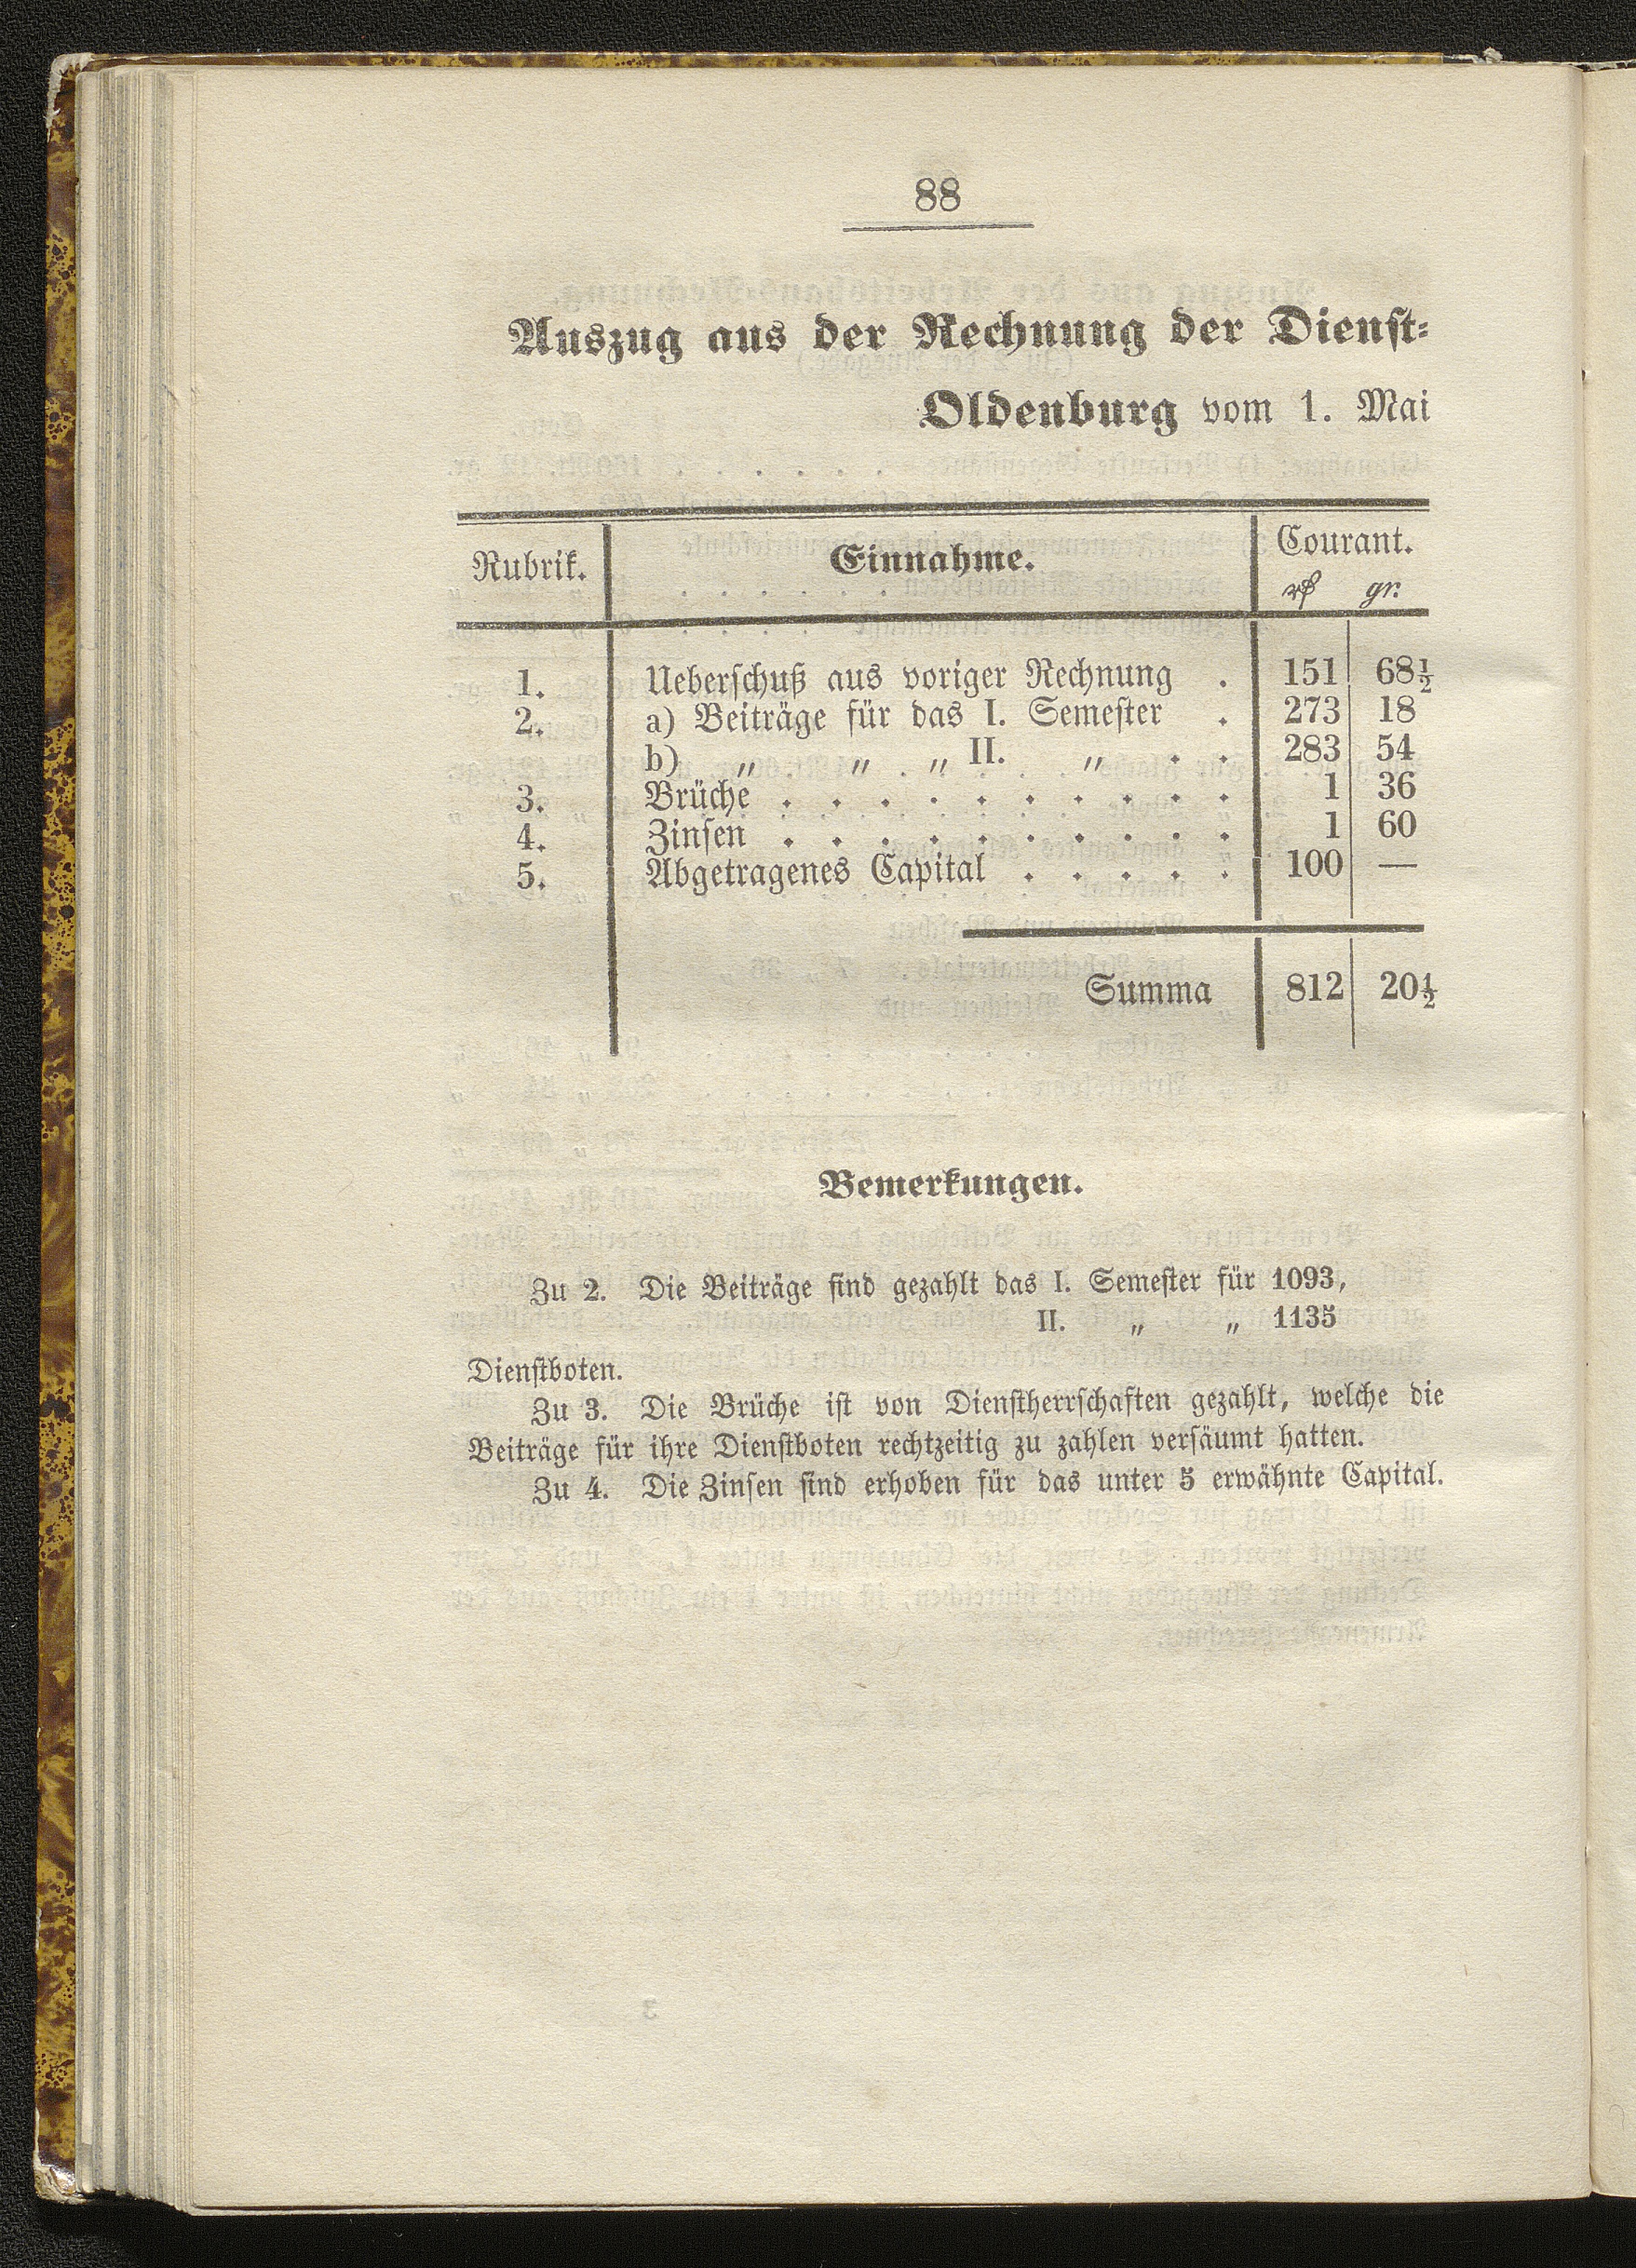 88
Auszug aus der Rechnung der Dienst-
Oldenburg vom 1. Mai
Rubrik. Einnahme. Courant.
₰ gr.
1. Ueberschuß aus voriger Rechnung . 151 68½
2. a) Beiträge für das I. Semester . 273 18
b) „ „ „ II. „ . . 283 54
3. Brüche . . . . . . . . . . 1 36
4. Zinsen . . . . . . . . . . 1 60
5. Abgetragenes Capital . . . . . 100 —
Summa 812 20½
Bemerkungen.
Zu 2. Die Beiträge sind gezahlt das I. Semester für 1093,
II. „ „ 1135
Dienstboten.
Zu 3. Die Brüche ist von Dienstherrschaften gezahlt, welche die
Beiträge für ihre Dienstboten rechtzeitig zu zahlen versäumt hatten.
Zu 4. Die Zinsen sind erhoben für das unter 5 erwähnte Capital.